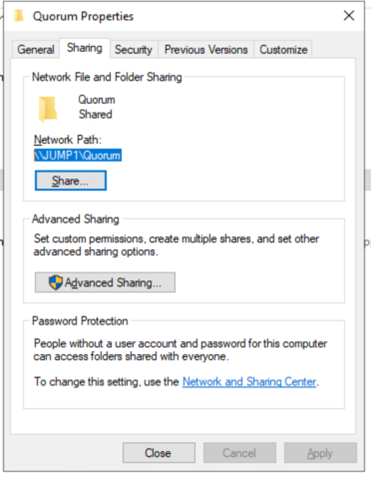 Quorum Properties
General Sharing Security Previous Versions Customize
Network File and Folder Sharing
Quorum
Shared
Network Path:
\\JUMP1\Quorum
Share...
Advanced Sharing
Set custom permissions, create multiple shares, and set other
advanced sharing options.
Advanced Sharing...
Password Protection
People without a user account and password for this computer
can access folders shared with everyone.
To change this setting, use the Network and Sharing Center.
Close Cancel Apply